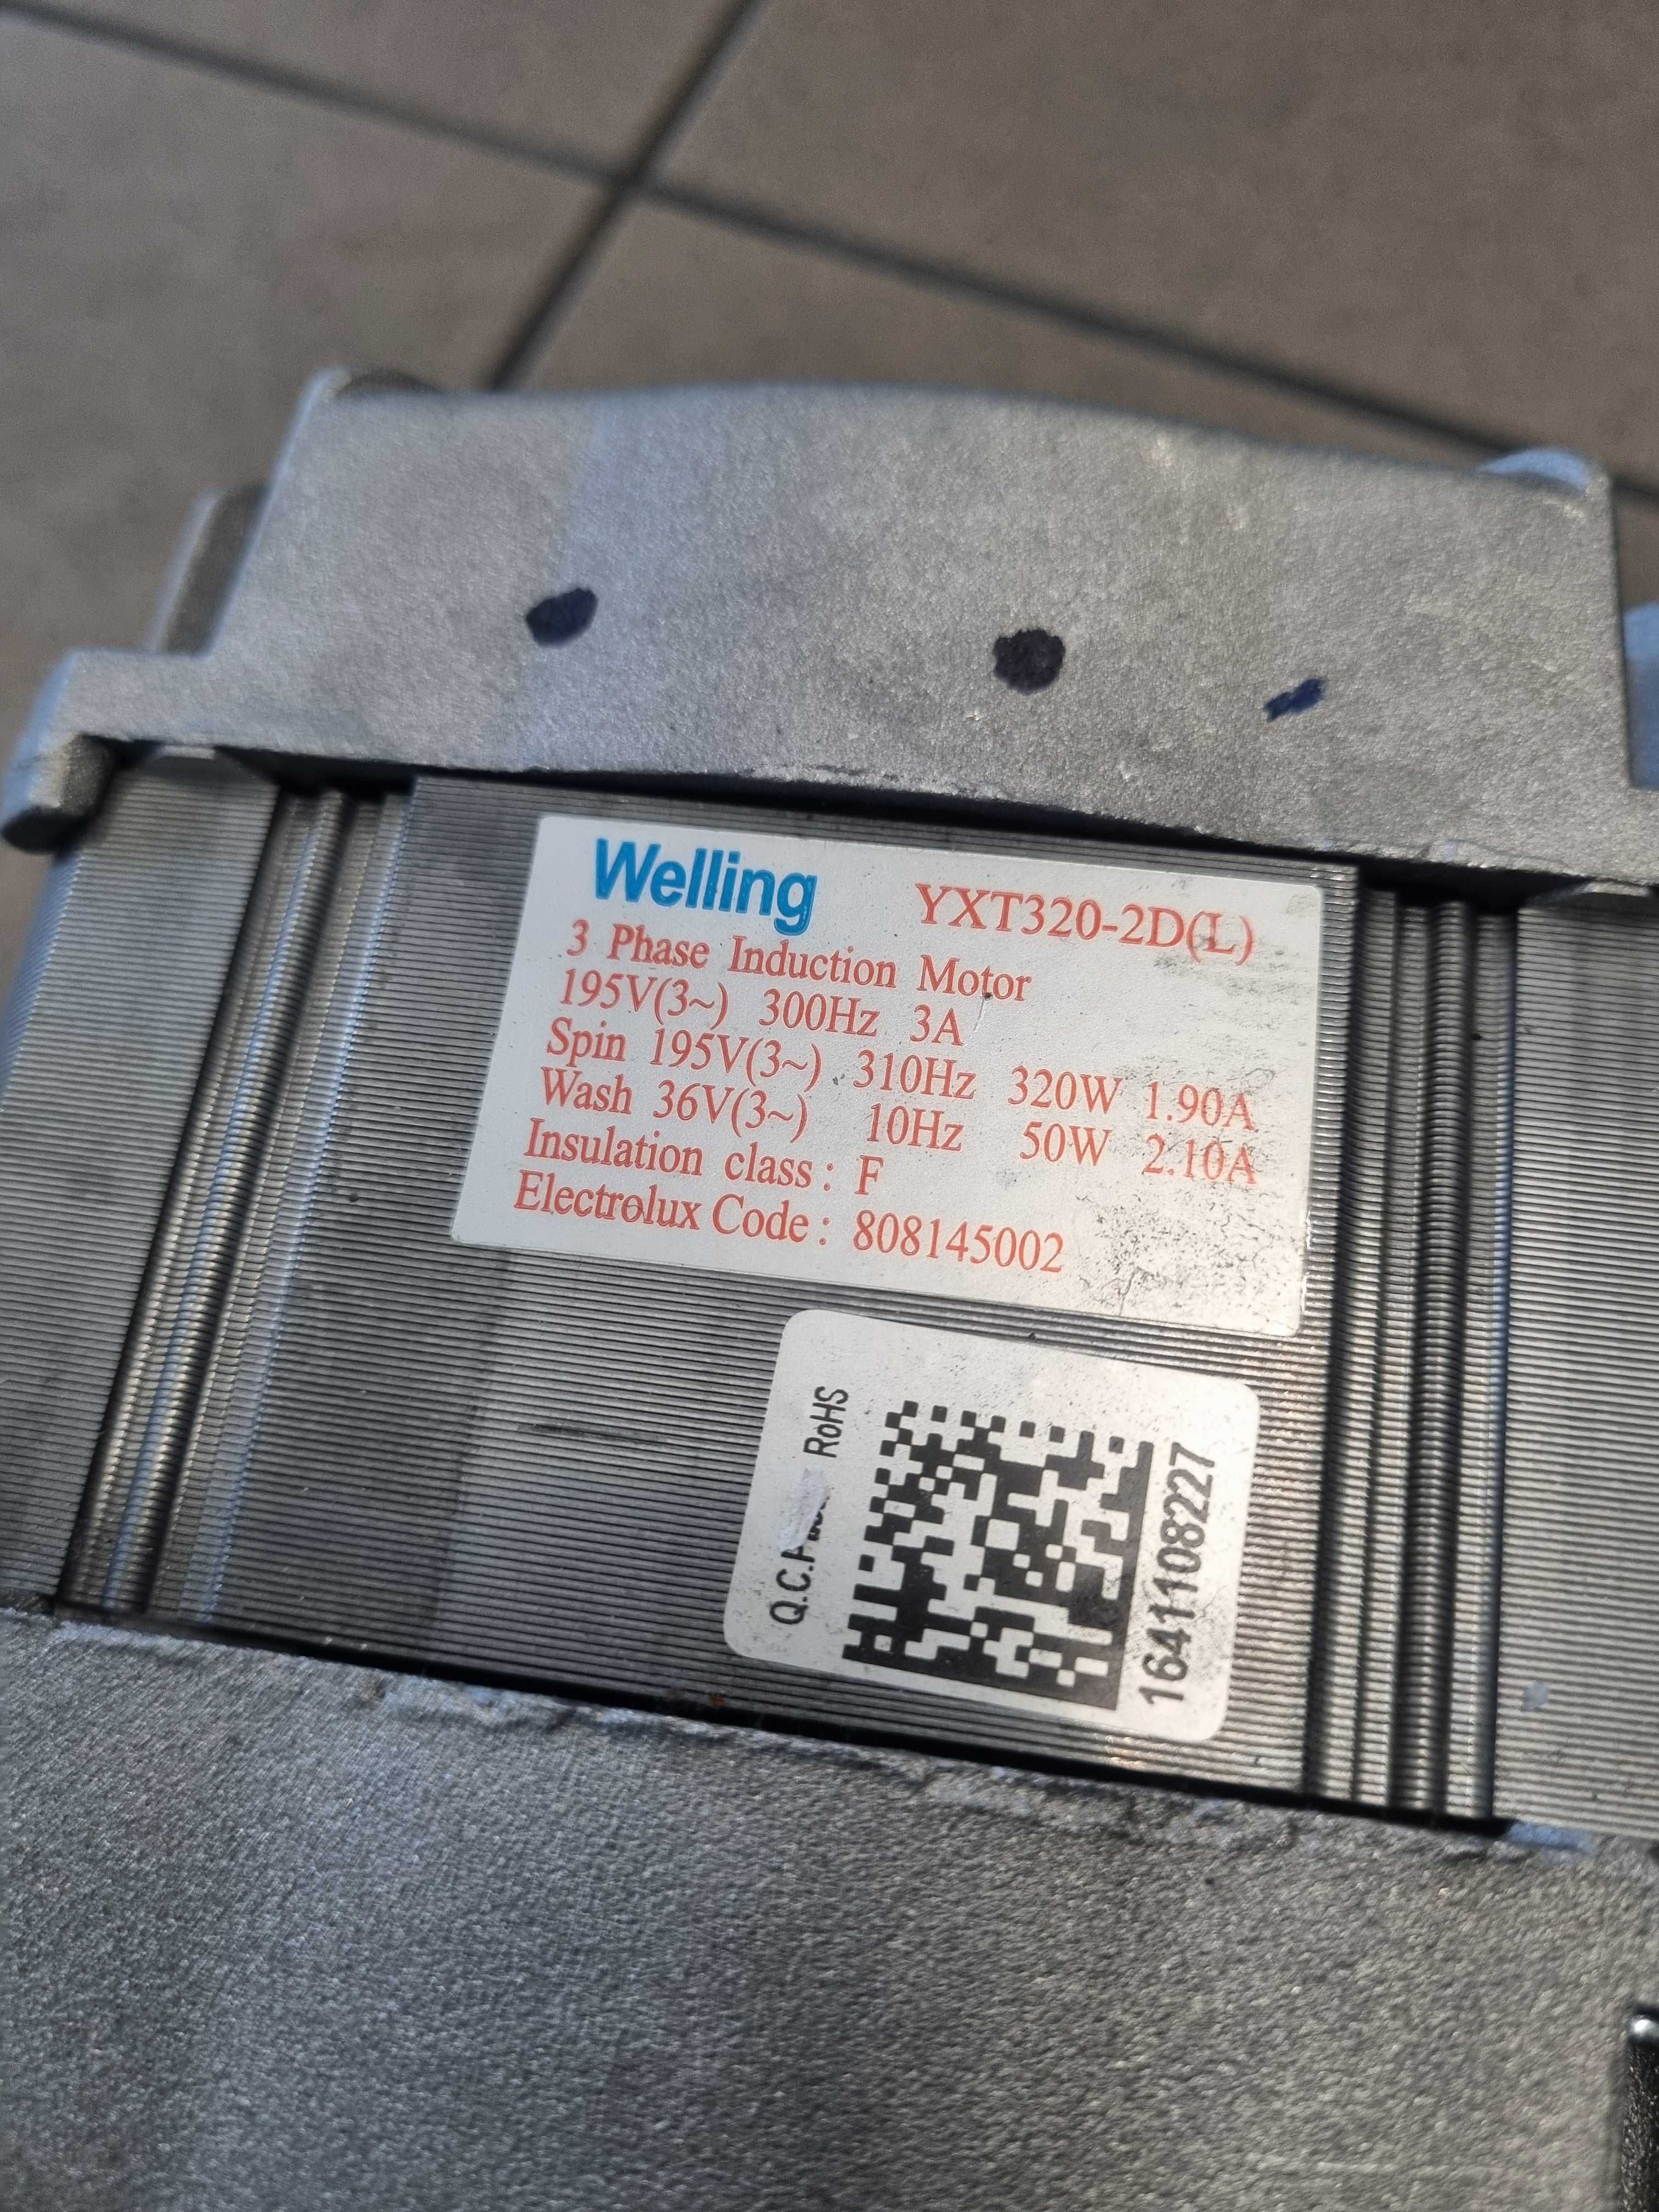 Welling YXT320-2D(L)
3 Phase Induction Motor
195V(3~) 300Hz 3A
Spin 195V(3~) 310Hz 320W 1.90A
Wash 36V(3~) 10Hz 50W 2.10A
Insulation class: F
Electrolux Code: 808145002
Q.C. RoHS
1641108227